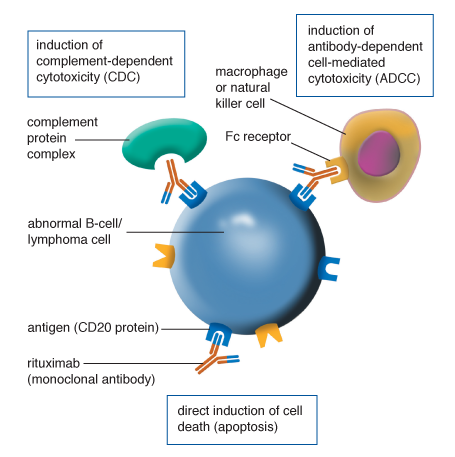 induction of
complement-dependent
cytotoxicity (CDC)
induction of
antibody-dependent
cell-mediated
cytotoxicity (ADCC)
macrophage
or natural
killer cell
Fc receptor
complement
protein
complex
abnormal B-cell/
lymphoma cell
antigen (CD20 protein)
rituximab
(monoclonal antibody)
direct induction of cell
death (apoptosis)